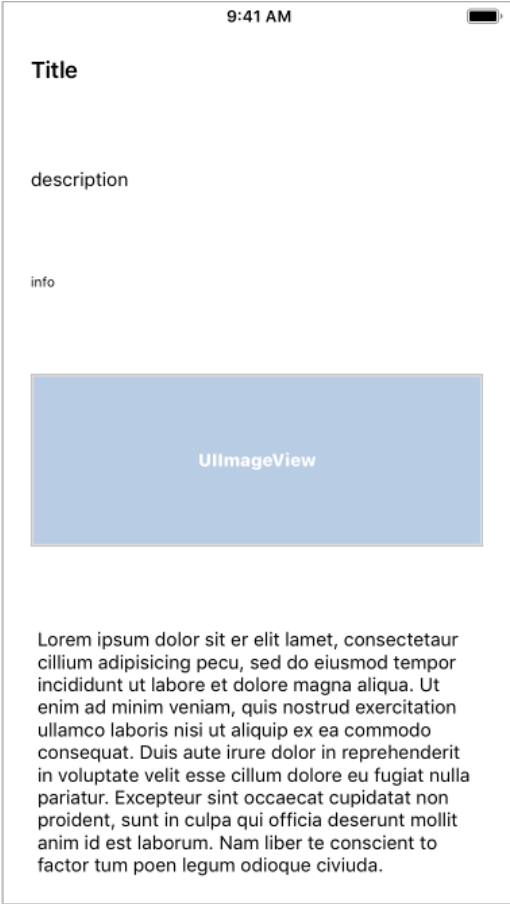 9:41 AM
Title
description
info
UIImageView
Lorem ipsum dolor sit er elit lamet, consectetaur
cillium adipisicing pecu, sed do eiusmod tempor
incididunt ut labore et dolore magna aliqua. Ut
enim ad minim veniam, quis nostrud exercitation
ullamco laboris nisi ut aliquip ex ea commodo
consequat. Duis aute irure dolor in reprehenderit
in voluptate velit esse cillum dolore eu fugiat nulla
pariatur. Excepteur sint occaecat cupidatat non
proident, sunt in culpa qui officia deserunt mollit
anim id est laborum. Nam liber te conscient to
factor tum poen legum odioque civiuda.